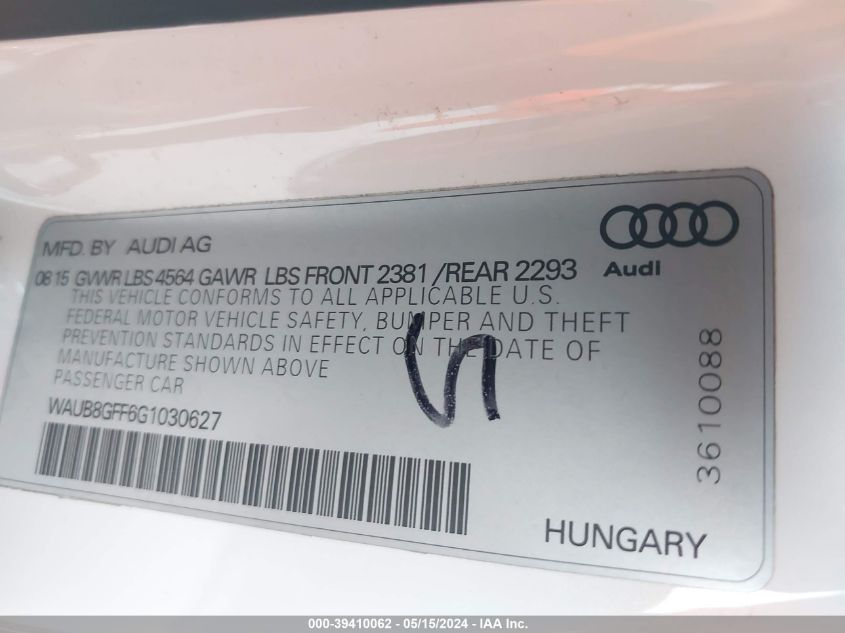 MFD. BY AUDI AG
08 15 GVWR LBS 4564 GAWR LBS FRONT 2381 /REAR 2293
THIS VEHICLE CONFORMS TO ALL APPLICABLE U.S.
FEDERAL MOTOR VEHICLE SAFETY, BUMPER AND THEFT
PREVENTION STANDARDS IN EFFECT ON THE DATE OF
MANUFACTURE SHOWN ABOVE
PASSENGER CAR
WAUB8GFF6G1030627
Audi
3610088
HUNGARY
000-39410062 - 05/15/2024 - IAA Inc.